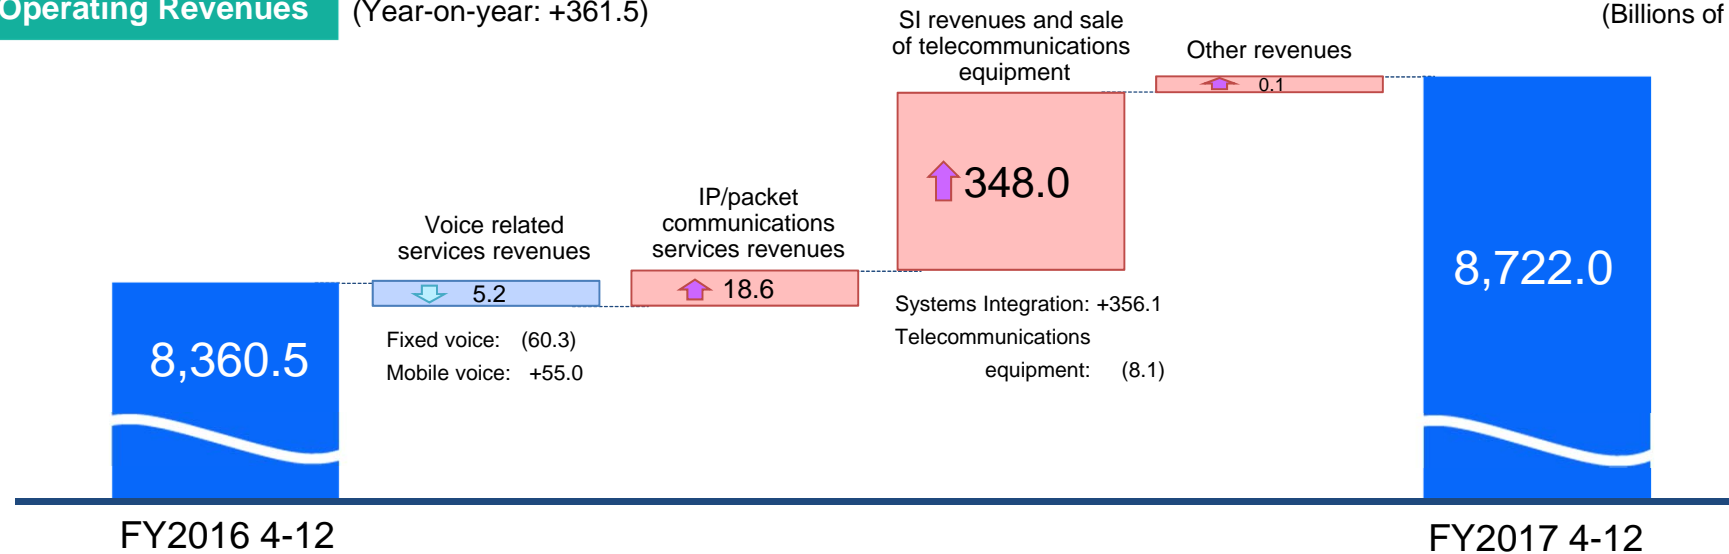 Operating Revenues
(Year-on-year: +361.5)
(Billions of
SI revenues and sale
of telecommunications
equipment
Other revenues
0.1
348.0
IP/packet
communications
services revenues
Voice related
services revenues
5.2
18.6
8,360.5
8,722.0
Fixed voice: (60.3)
Mobile voice: +55.0
Systems Integration: +356.1
Telecommunications
equipment: (8.1)
FY2016 4-12
FY2017 4-12